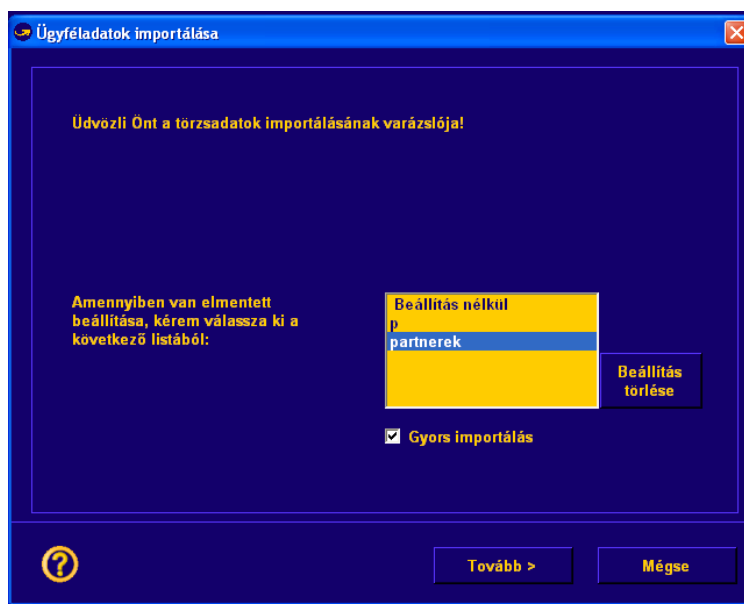 Ügyféladatok importálása
Üdvözli Önt a törzsadatok importálásának varázslója!
Amennyiben van elmentett
beállítása, kérem válassza ki a
következő listából:
Beállítás nélkül
p
partnerek
Beállítás
törlése
Gyors importálás
?
Tovább >
Mégse